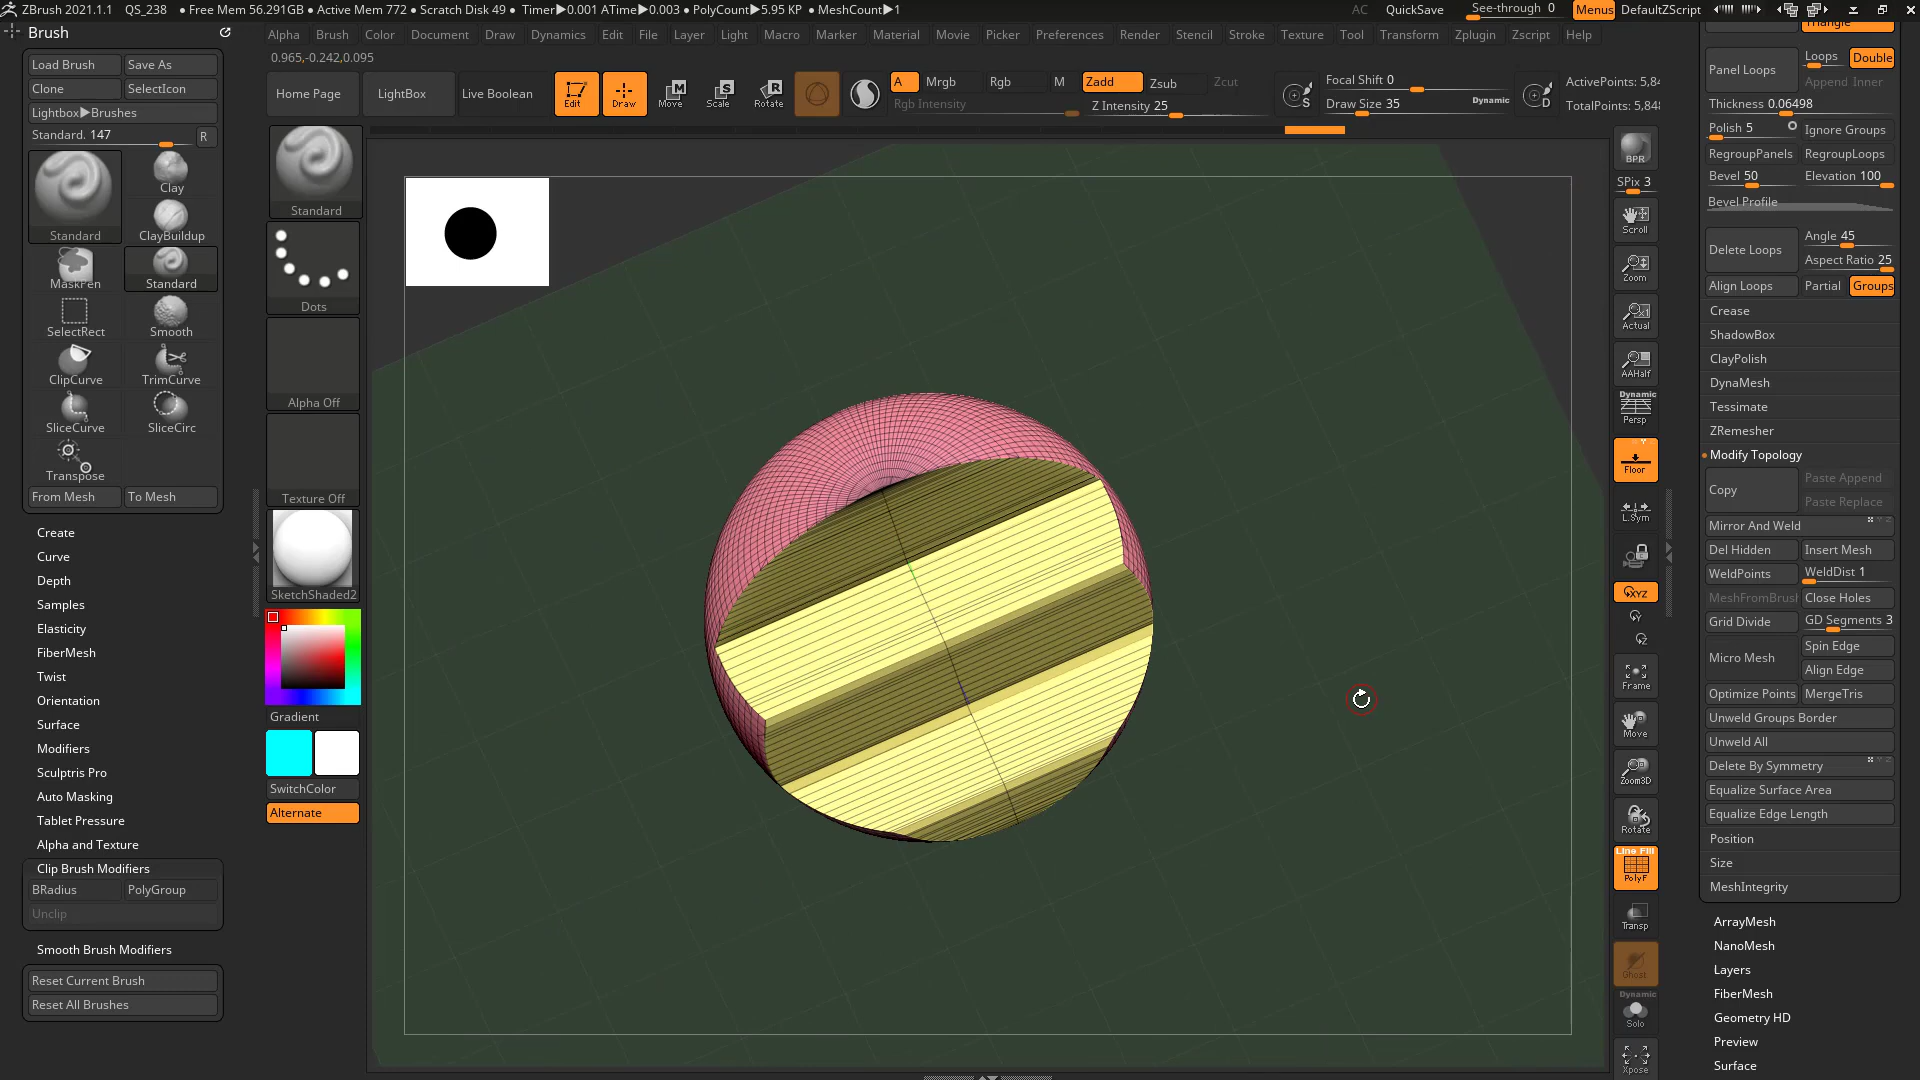 ZBrush 2021.1.1 QS_238 ● Free Mem 56.291GB ● Active Mem 772 ● Scratch Disk 49 ● Timer▶0.001 ATime▶0.003 ● PolyCount▶5.95 KP ● MeshCount▶1 AC QuickSave See-through 0 Menus DefaultZScript
Brush
Alpha Brush Color Document Draw Dynamics Edit File Layer Light Macro Marker Material Movie Picker Preferences Render Stencil Stroke Texture Tool Transform Zplugin Zscript Help
0.965,-0.242,0.095
Load Brush Save As
Clone SelectIcon
Lightbox▶Brushes
Standard. 147 R
Standard
Clay
ClayBuildup
MaskPen
Standard
SelectRect
Smooth
ClipCurve
TrimCurve
SliceCurve
SliceCirc
Transpose
From Mesh To Mesh
Create
Curve
Depth
Samples
Elasticity
FiberMesh
Twist
Orientation
Surface
Modifiers
Sculptris Pro
Auto Masking
Tablet Pressure
Alpha and Texture
Clip Brush Modifiers
BRadius PolyGroup
Unclip
Smooth Brush Modifiers
Reset Current Brush
Reset All Brushes
Home Page LightBox Live Boolean
Edit Draw Move Scale Rotate
A Mrgb Rgb M Zadd Zsub Zcut
Rgb Intensity Z Intensity 25
Focal Shift 0
Draw Size 35 Dynamic
S D
ActivePoints: 5,84
TotalPoints: 5,848
Standard
Dots
Alpha Off
Texture Off
SketchShaded2
Gradient
SwitchColor
Alternate
BPR
SPix 3
Scroll
Zoom
Actual
AAHalf
Dynamic
Persp
Floor
L.Sym
XYZ
Frame
Move
Zoom3D
Rotate
Line Fill
PolyF
Transp
Ghost
Dynamic
Solo
Xpose
Triangle
Panel Loops Loops Double
Append Inner
Thickness 0.06498
Polish 5 Ignore Groups
RegroupPanels RegroupLoops
Bevel 50 Elevation 100
Bevel Profile
Delete Loops Angle 45
Aspect Ratio 25
Align Loops Partial Groups
Crease
ShadowBox
ClayPolish
DynaMesh
Tessimate
ZRemesher
Modify Topology
Copy Paste Append
Paste Replace
Mirror And Weld
Del Hidden Insert Mesh
WeldPoints WeldDist 1
MeshFromBrush Close Holes
Grid Divide GD Segments 3
Micro Mesh Spin Edge
Align Edge
Optimize Points MergeTris
Unweld Groups Border
Unweld All
Delete By Symmetry
Equalize Surface Area
Equalize Edge Length
Position
Size
MeshIntegrity
ArrayMesh
NanoMesh
Layers
FiberMesh
Geometry HD
Preview
Surface